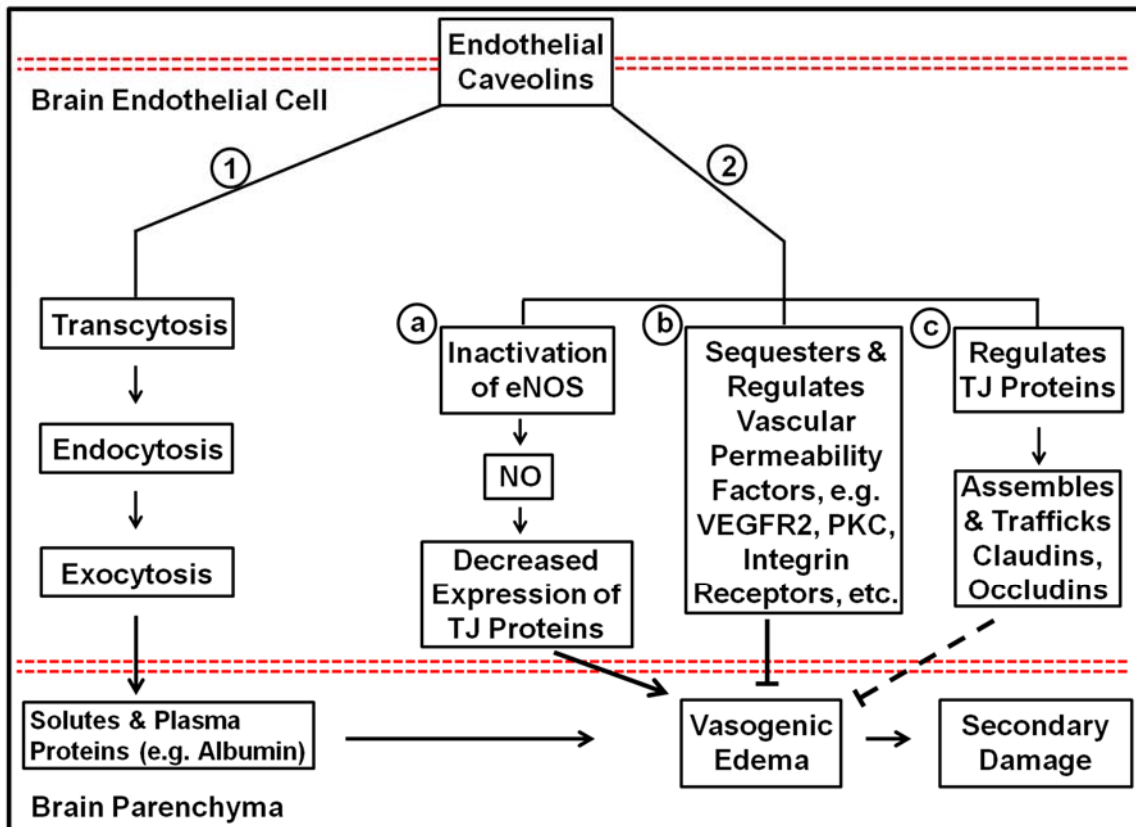 Endothelial
Caveolins
Brain Endothelial Cell
1
2
Transcytosis
Endocytosis
Exocytosis
Solutes & Plasma
Proteins (e.g. Albumin)
a
Inactivation
of eNOS
NO
Decreased
Expression of
TJ Proteins
b
Sequesters &
Regulates
Vascular
Permeability
Factors, e.g.
VEGFR2, PKC,
Integrin
Receptors, etc.
c
Regulates
TJ Proteins
Assembles
& Trafficks
Claudins,
Occludins
Vasogenic
Edema
Secondary
Damage
Brain Parenchyma